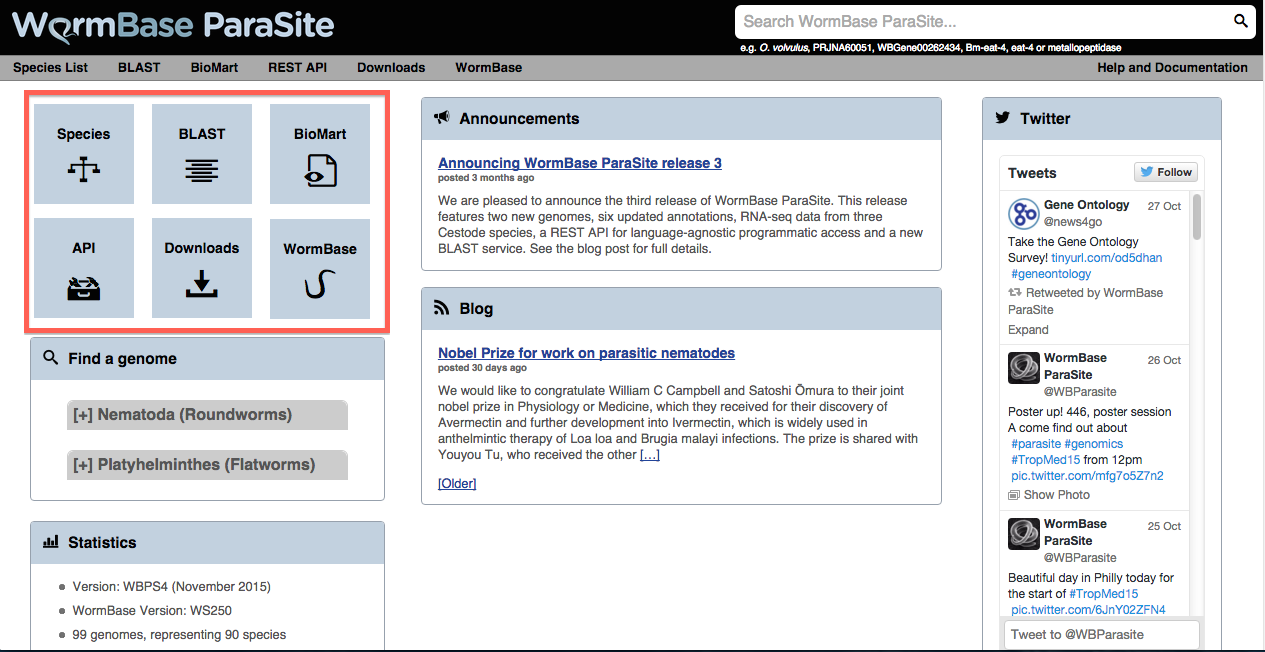 WormBase ParaSite
Search WormBase ParaSite...
e.g. O. volvulus, PRJNA60051, WBGene00262434, Bm-eat-4, eat-4 or metallopeptidase
Species List BLAST BioMart REST API Downloads WormBase Help and Documentation
Species BLAST BioMart
API Downloads WormBase
Find a genome
[+] Nematoda (Roundworms)
[+] Platyhelminthes (Flatworms)
Statistics
Version: WBPS4 (November 2015)
WormBase Version: WS250
99 genomes, representing 90 species
Announcements
Announcing WormBase ParaSite release 3
posted 3 months ago
We are pleased to announce the third release of WormBase ParaSite. This release
features two new genomes, six updated annotations, RNA-seq data from three
Cestode species, a REST API for language-agnostic programmatic access and a new
BLAST service. See the blog post for full details.
Blog
Nobel Prize for work on parasitic nematodes
posted 30 days ago
We would like to congratulate William C Campbell and Satoshi Ōmura to their joint
nobel prize in Physiology or Medicine, which they received for their discovery of
Avermectin and further development into Ivermectin, which is widely used in
anthelmintic therapy of Loa loa and Brugia malayi infections. The prize is shared with
Youyou Tu, who received the other [...]
[Older]
Twitter
Tweets Follow
Gene Ontology 27 Oct
@news4go
Take the Gene Ontology
Survey! tinyurl.com/od5dhan
#geneontology
Retweeted by WormBase
ParaSite
Expand
WormBase 26 Oct
ParaSite
@WBParasite
Poster up! 446, poster session
A come find out about
#parasite #genomics
#TropMed15 from 12pm
pic.twitter.com/mfg7o5Z7n2
Show Photo
WormBase 25 Oct
ParaSite
@WBParasite
Beautiful day in Philly today for
the start of #TropMed15
pic.twitter.com/6JnY02ZFN4
Tweet to @WBParasite